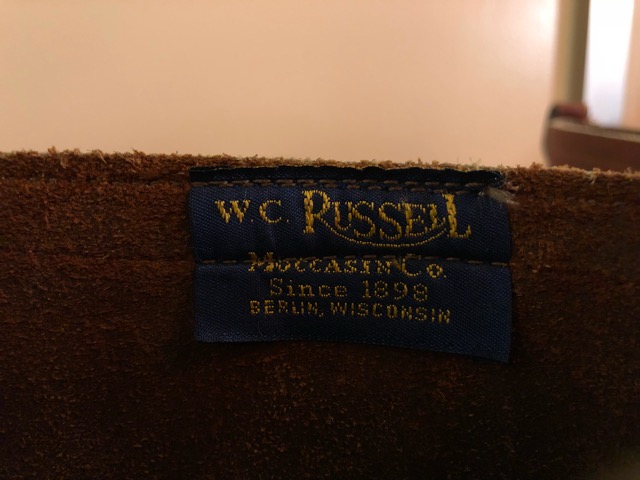 W.C. RUSSELL
MOCCASIN CO.
Since 1898
BERLIN, WISCONSIN